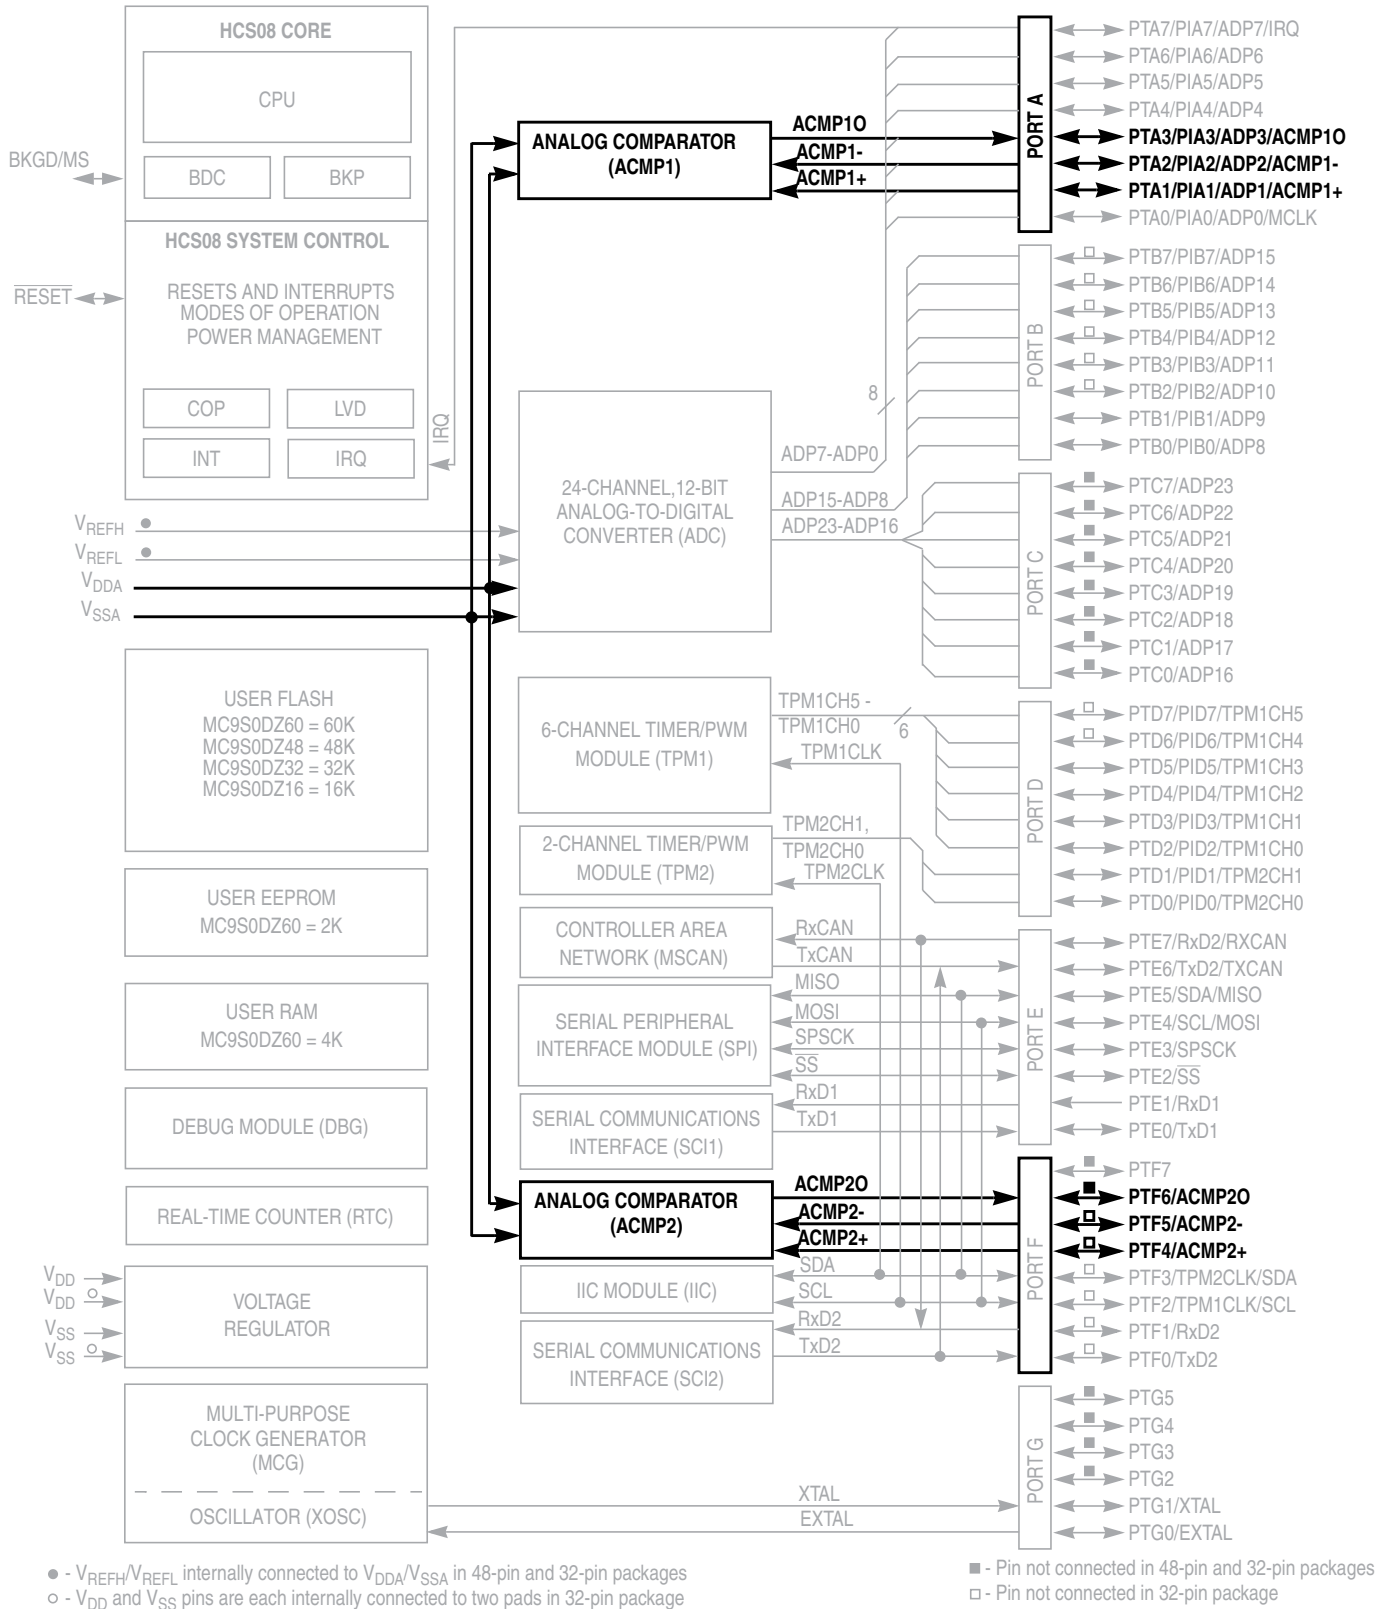 HCS08 CORE
CPU
BDC
BKP
BKGD/MS
HCS08 SYSTEM CONTROL
RESETS AND INTERRUPTS
MODES OF OPERATION
POWER MANAGEMENT
RESET
COP
LVD
INT
IRQ
IRQ
VREFH
VREFL
VDDA
VSSA
USER FLASH
MC9S0DZ60 = 60K
MC9S0DZ48 = 48K
MC9S0DZ32 = 32K
MC9S0DZ16 = 16K
USER EEPROM
MC9S0DZ60 = 2K
USER RAM
MC9S0DZ60 = 4K
DEBUG MODULE (DBG)
REAL-TIME COUNTER (RTC)
VDD
VDD
VSS
VSS
VOLTAGE
REGULATOR
MULTI-PURPOSE
CLOCK GENERATOR
(MCG)
OSCILLATOR (XOSC)
ANALOG COMPARATOR
(ACMP1)
ACMP1O
ACMP1-
ACMP1+
24-CHANNEL,12-BIT
ANALOG-TO-DIGITAL
CONVERTER (ADC)
8
ADP7-ADP0
ADP15-ADP8
ADP23-ADP16
6-CHANNEL TIMER/PWM
MODULE (TPM1)
TPM1CH5 -
TPM1CH0
6
TPM1CLK
2-CHANNEL TIMER/PWM
MODULE (TPM2)
TPM2CH1,
TPM2CH0
TPM2CLK
CONTROLLER AREA
NETWORK (MSCAN)
RxCAN
TxCAN
SERIAL PERIPHERAL
INTERFACE MODULE (SPI)
MISO
MOSI
SPSCK
SS
SERIAL COMMUNICATIONS
INTERFACE (SCI1)
RxD1
TxD1
ANALOG COMPARATOR
(ACMP2)
ACMP2O
ACMP2-
ACMP2+
IIC MODULE (IIC)
SDA
SCL
SERIAL COMMUNICATIONS
INTERFACE (SCI2)
RxD2
TxD2
XTAL
EXTAL
PORT A
PTA7/PIA7/ADP7/IRQ
PTA6/PIA6/ADP6
PTA5/PIA5/ADP5
PTA4/PIA4/ADP4
PTA3/PIA3/ADP3/ACMP1O
PTA2/PIA2/ADP2/ACMP1-
PTA1/PIA1/ADP1/ACMP1+
PTA0/PIA0/ADP0/MCLK
PORT B
PTB7/PIB7/ADP15
PTB6/PIB6/ADP14
PTB5/PIB5/ADP13
PTB4/PIB4/ADP12
PTB3/PIB3/ADP11
PTB2/PIB2/ADP10
PTB1/PIB1/ADP9
PTB0/PIB0/ADP8
PORT C
PTC7/ADP23
PTC6/ADP22
PTC5/ADP21
PTC4/ADP20
PTC3/ADP19
PTC2/ADP18
PTC1/ADP17
PTC0/ADP16
PORT D
PTD7/PID7/TPM1CH5
PTD6/PID6/TPM1CH4
PTD5/PID5/TPM1CH3
PTD4/PID4/TPM1CH2
PTD3/PID3/TPM1CH1
PTD2/PID2/TPM1CH0
PTD1/PID1/TPM2CH1
PTD0/PID0/TPM2CH0
PORT E
PTE7/RxD2/RXCAN
PTE6/TxD2/TXCAN
PTE5/SDA/MISO
PTE4/SCL/MOSI
PTE3/SPSCK
PTE2/SS
PTE1/RxD1
PTE0/TxD1
PORT F
PTF7
PTF6/ACMP2O
PTF5/ACMP2-
PTF4/ACMP2+
PTF3/TPM2CLK/SDA
PTF2/TPM1CLK/SCL
PTF1/RxD2
PTF0/TxD2
PORT G
PTG5
PTG4
PTG3
PTG2
PTG1/XTAL
PTG0/EXTAL
● - VREFH/VREFL internally connected to VDDA/VSSA in 48-pin and 32-pin packages
○ - VDD and VSS pins are each internally connected to two pads in 32-pin package
■ - Pin not connected in 48-pin and 32-pin packages
□ - Pin not connected in 32-pin package